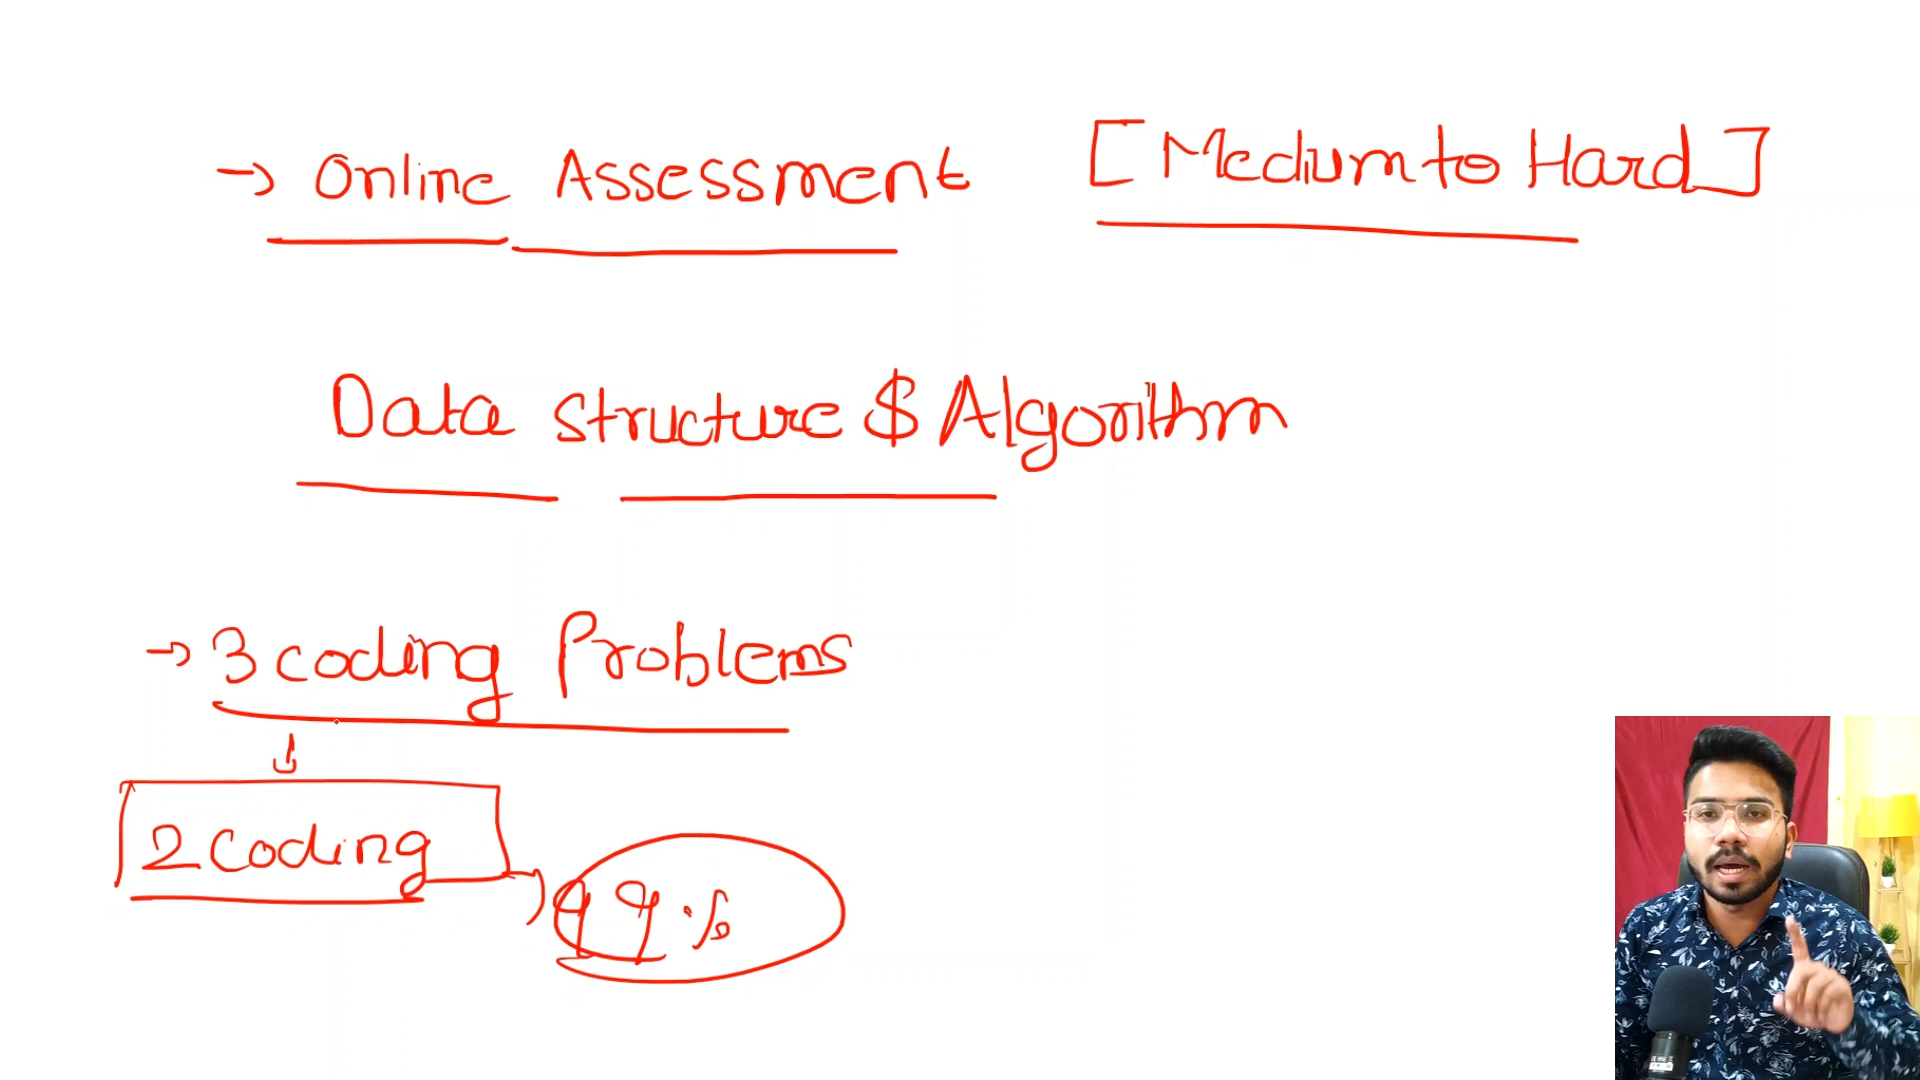 → Online Assessment [Medium to Hard]
Data structure $ Algorithm
→ 3 coding Problems
2 Coding
99%